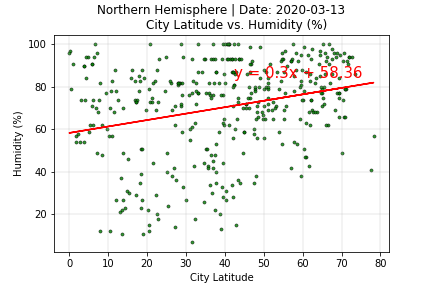 Northern Hemisphere | Date: 2020-03-13
City Latitude vs. Humidity (%)
100
80
60
40
20
Humidity (%)
y = 0.3x + 58.36
0
10
20
30
40
50
60
70
80
City Latitude